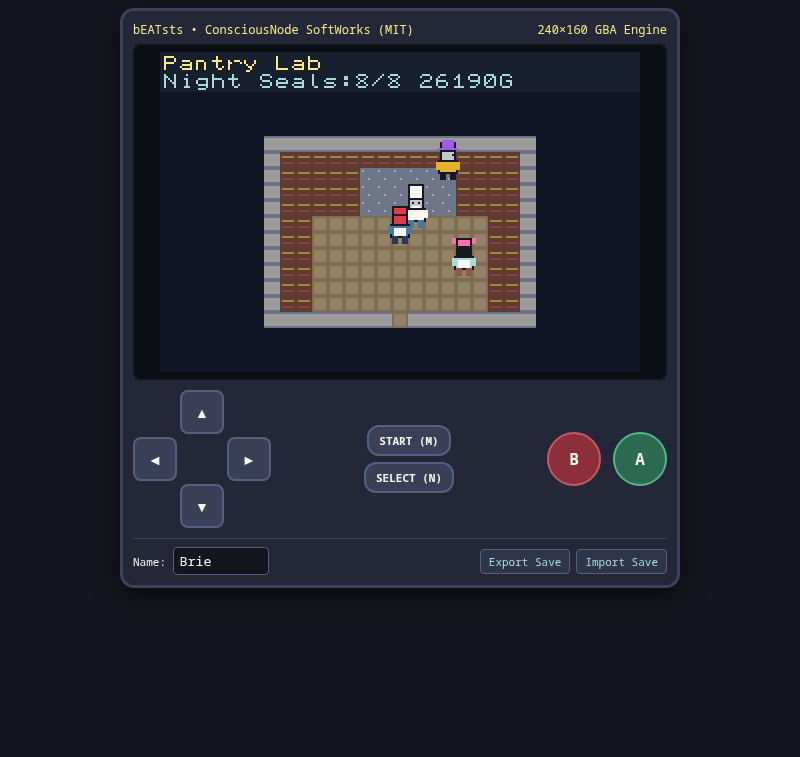 bEATsts • ConsciousNode SoftWorks (MIT)
240×160 GBA Engine
Pantry Lab
Night Seals:8/8 26190G
▲
◄
►
▼
START (M)
SELECT (N)
B
A
Name: Brie
Export Save
Import Save